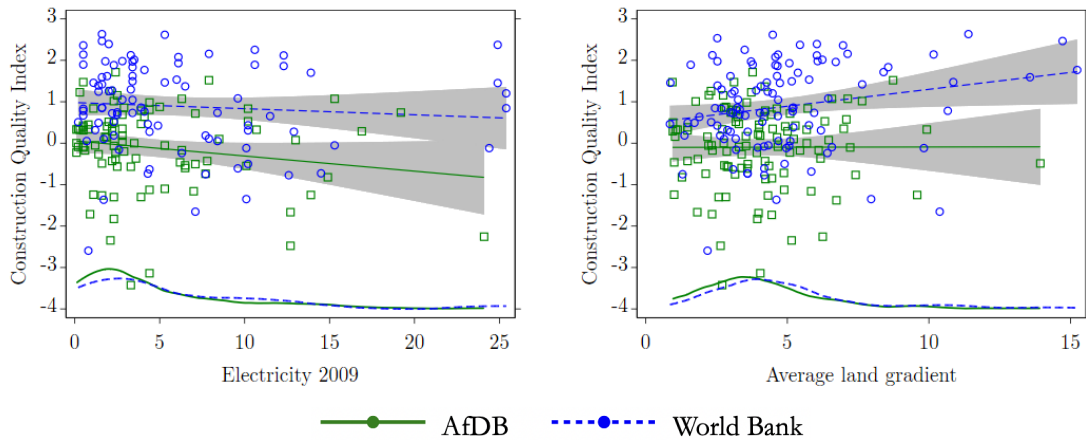 Construction Quality Index
3
2
1
0
-1
-2
-3
-4
0 5 10 15 20 25
Electricity 2009
Construction Quality Index
3
2
1
0
-1
-2
-3
-4
0 5 10 15
Average land gradient
AfDB World Bank